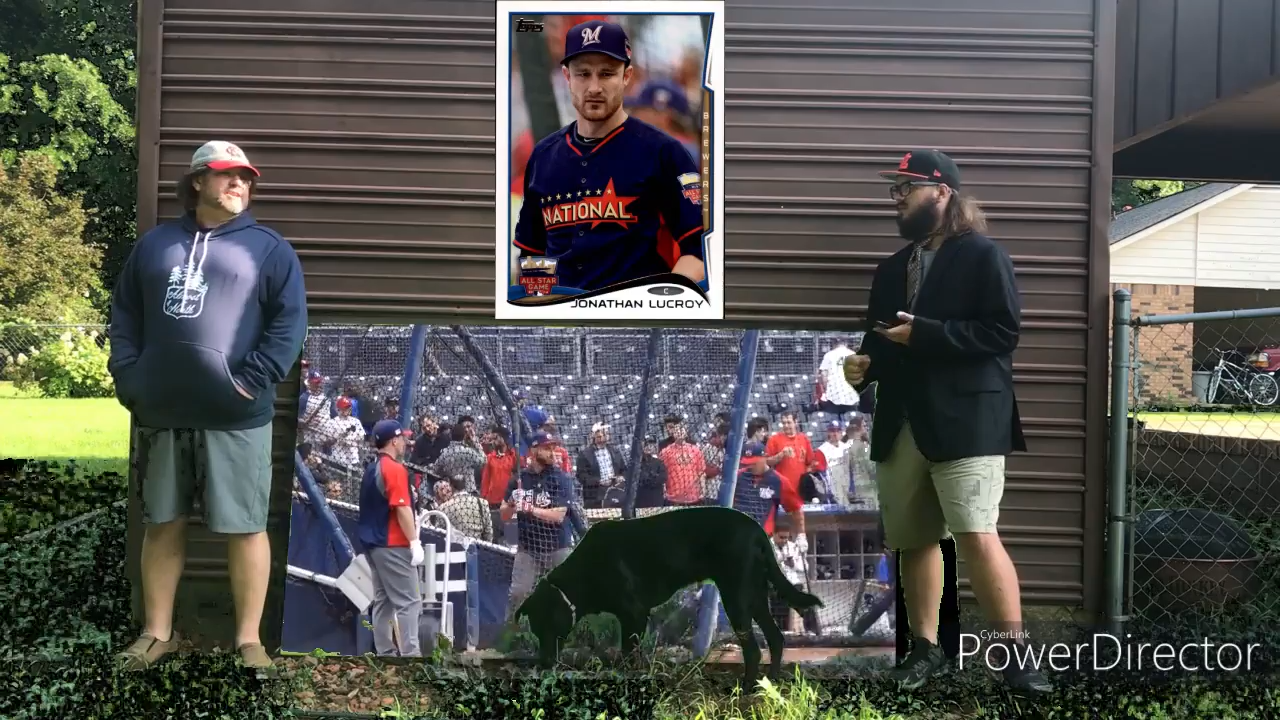 Topps
M
BREWERS
NATIONAL
ALL STAR
GAME
C
JONATHAN LUCROY
CyberLink
PowerDirector